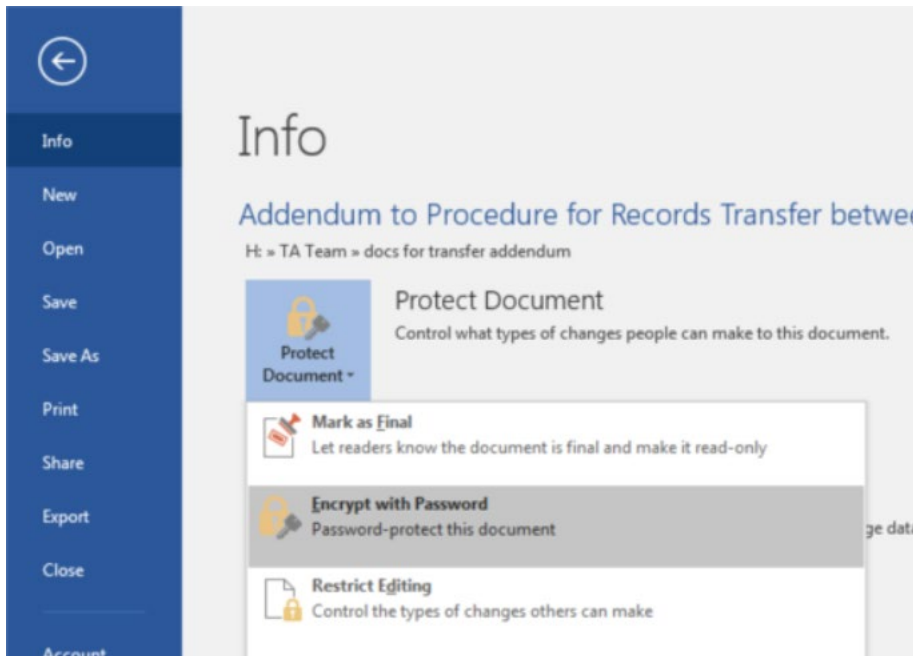 Info
New
Open
Save
Save As
Print
Share
Export
Close
Account
Info
Addendum to Procedure for Records Transfer
H: » TA Team » docs for transfer addendum
Protect Document
Protect Document
Control what types of changes people can make to this document.
Mark as Final
Let readers know the document is final and make it read-only
Encrypt with Password
Password-protect this document
Restrict Editing
Control the types of changes others can make